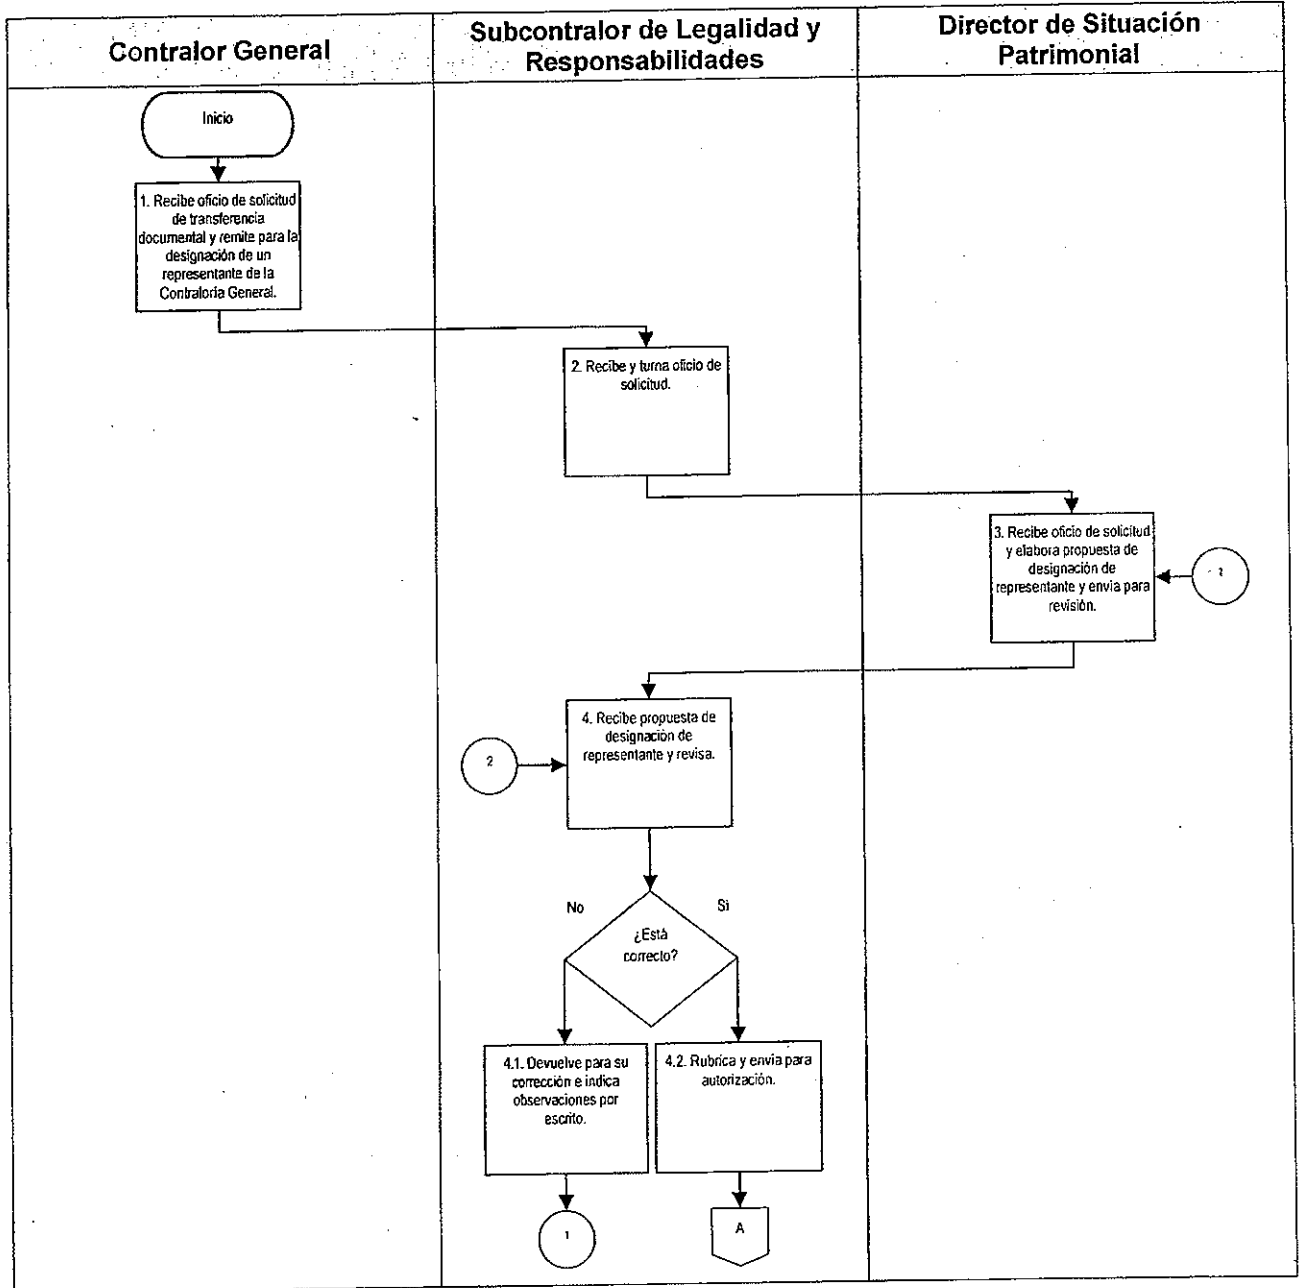 Contralor General
Subcontralor de Legalidad y
Responsabilidades
Director de Situación
Patrimonial
Inicio
1. Recibe oficio de solicitud
de transferencia
documental y remite para la
designación de un
representante de la
Contraloría General.
2. Recibe y turna oficio de
solicitud.
3. Recibe oficio de solicitud
y elabora propuesta de
designación de
representante y envia para
revisión.
4. Recibe propuesta de
designación de
representante y revisa.
2
No
Sì
¿Está
correcto?
4.1. Devuelve para su
corrección e indica
observaciones por
escrito.
4.2. Rubrica y envia para
autorización.
1
A